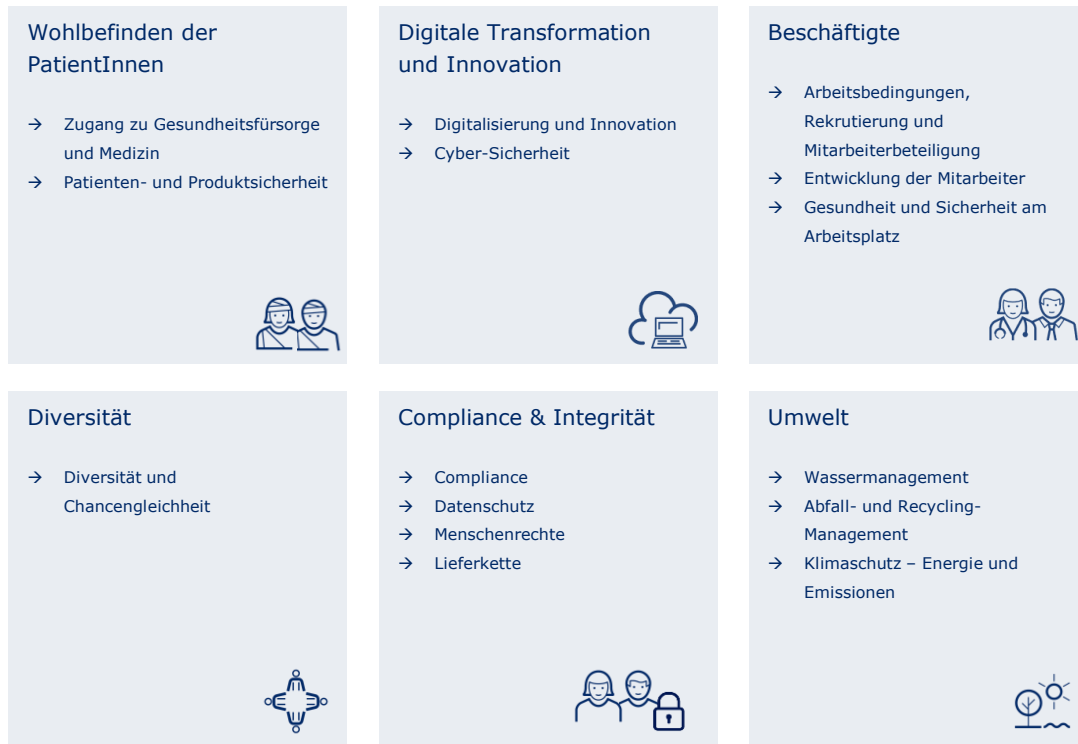 Wohlbefinden der
PatientInnen
→ Zugang zu Gesundheitsfürsorge
und Medizin
→ Patienten- und Produktsicherheit
Digitale Transformation
und Innovation
→ Digitalisierung und Innovation
→ Cyber-Sicherheit
Beschäftigte
→ Arbeitsbedingungen,
Rekrutierung und
Mitarbeiterbeteiligung
→ Entwicklung der Mitarbeiter
→ Gesundheit und Sicherheit am
Arbeitsplatz
Diversität
→ Diversität und
Chancengleichheit
Compliance & Integrität
→ Compliance
→ Datenschutz
→ Menschenrechte
→ Lieferkette
Umwelt
→ Wassermanagement
→ Abfall- und Recycling-
Management
→ Klimaschutz – Energie und
Emissionen